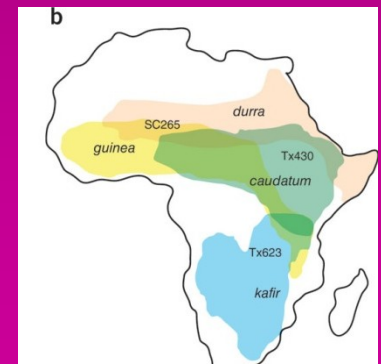 b
durra
SC265
guinea
Tx430
caudatum
Tx623
kafir